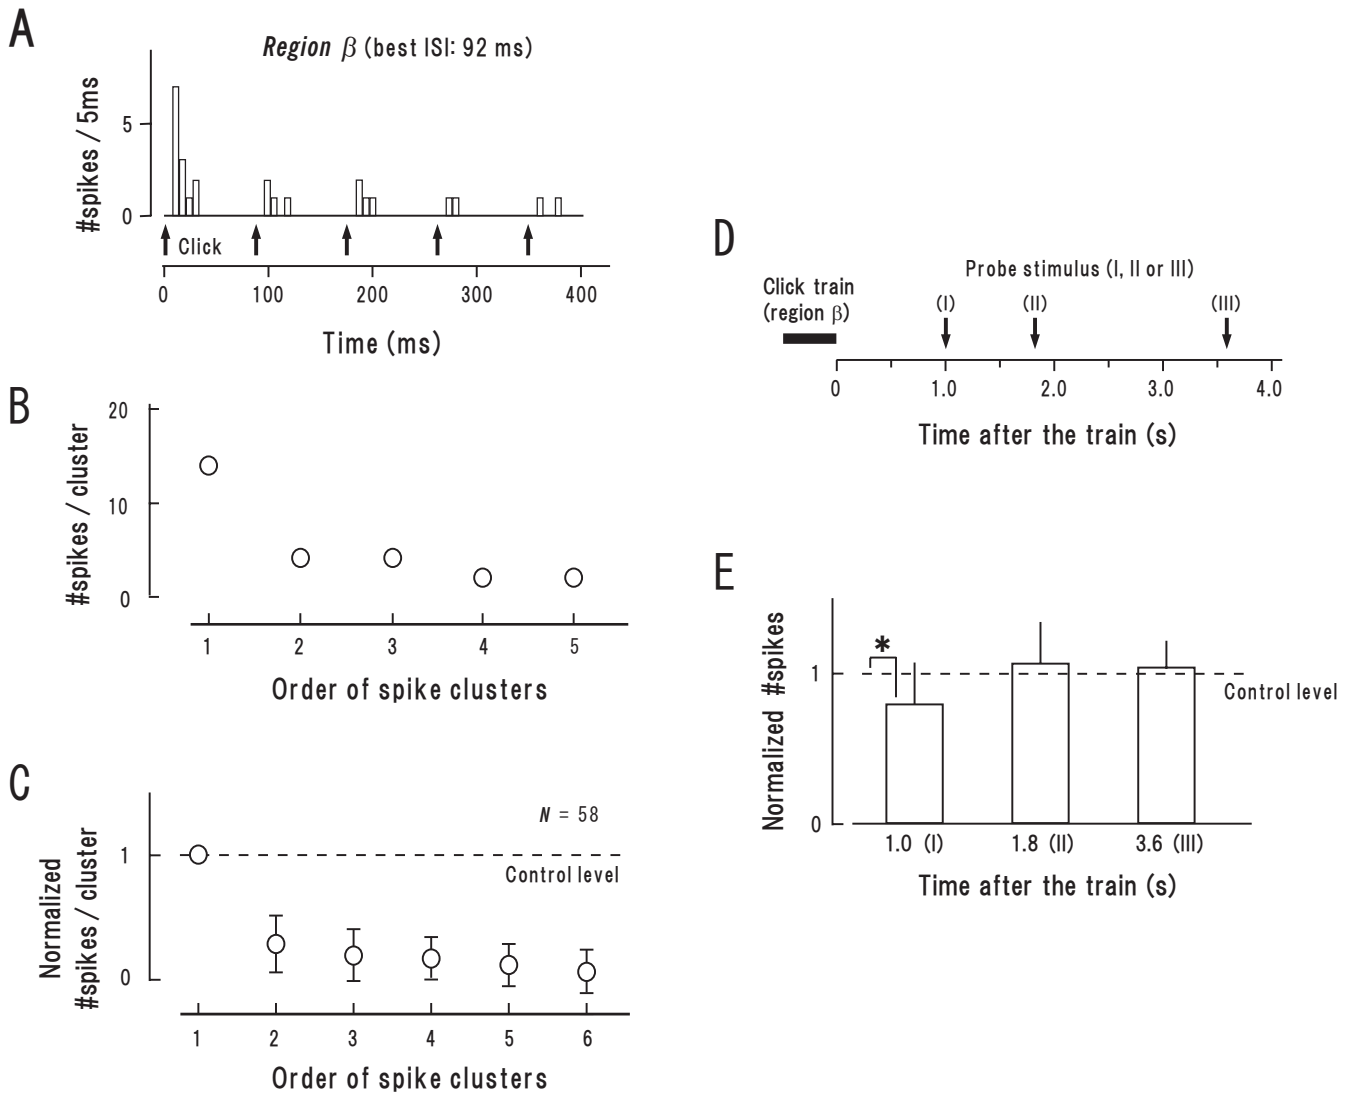 A
Region β (best ISI: 92 ms)
#spikes / 5ms
5
0
Click
0 100 200 300 400
Time (ms)
B
#spikes / cluster
20
10
0
1 2 3 4 5
Order of spike clusters
C
Normalized
#spikes / cluster
N = 58
1
Control level
0
1 2 3 4 5 6
Order of spike clusters
D
Probe stimulus (I, II or III)
Click train
(region β)
(I) (II) (III)
0 1.0 2.0 3.0 4.0
Time after the train (s)
E
Normalized #spikes
*
1
Control level
0
1.0 (I) 1.8 (II) 3.6 (III)
Time after the train (s)